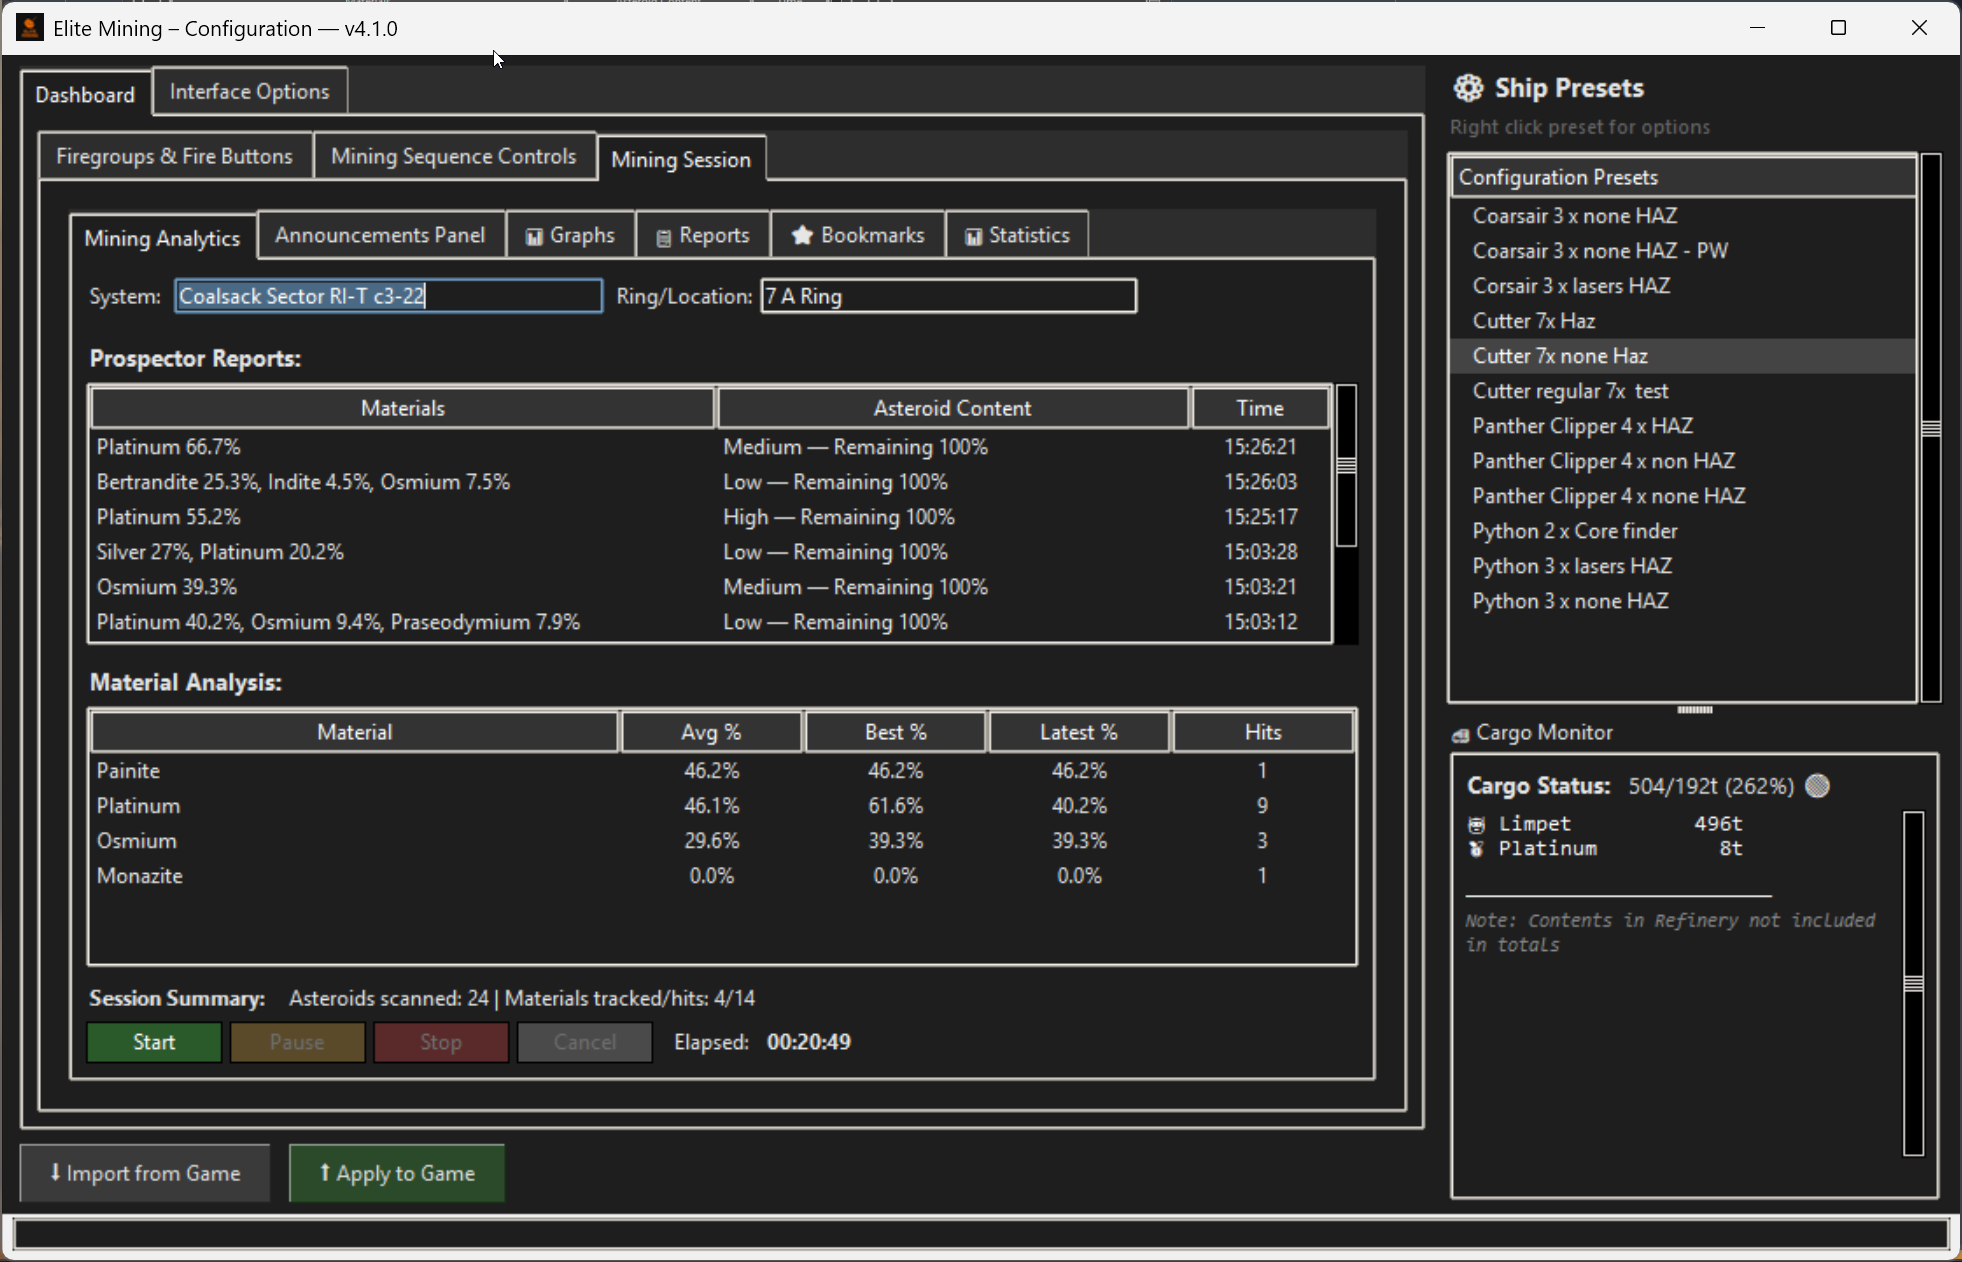 Elite Mining – Configuration — v4.1.0
Dashboard
Interface Options
Firegroups & Fire Buttons
Mining Sequence Controls
Mining Session
Mining Analytics
Announcements Panel
Graphs
Reports
Bookmarks
Statistics
System: Coalsack Sector RI-T c3-22 Ring/Location: 7 A Ring
Prospector Reports:
Materials Asteroid Content Time
Platinum 66.7% Medium — Remaining 100% 15:26:21
Bertrandite 25.3%, Indite 4.5%, Osmium 7.5% Low — Remaining 100% 15:26:03
Platinum 55.2% High — Remaining 100% 15:25:17
Silver 27%, Platinum 20.2% Low — Remaining 100% 15:03:28
Osmium 39.3% Medium — Remaining 100% 15:03:21
Platinum 40.2%, Osmium 9.4%, Praseodymium 7.9% Low — Remaining 100% 15:03:12
Material Analysis:
Material Avg % Best % Latest % Hits
Painite 46.2% 46.2% 46.2% 1
Platinum 46.1% 61.6% 40.2% 9
Osmium 29.6% 39.3% 39.3% 3
Monazite 0.0% 0.0% 0.0% 1
Session Summary: Asteroids scanned: 24 | Materials tracked/hits: 4/14
Start Pause Stop Cancel Elapsed: 00:20:49
Import from Game
Apply to Game
Ship Presets
Right click preset for options
Configuration Presets
Coarsair 3 x none HAZ
Coarsair 3 x none HAZ - PW
Corsair 3 x lasers HAZ
Cutter 7x Haz
Cutter 7x none Haz
Cutter regular 7x  test
Panther Clipper 4 x HAZ
Panther Clipper 4 x non HAZ
Panther Clipper 4 x none HAZ
Python 2 x Core finder
Python 3 x lasers HAZ
Python 3 x none HAZ
Cargo Monitor
Cargo Status: 504/192t (262%)
Limpet 496t
Platinum 8t
Note: Contents in Refinery not included
in totals